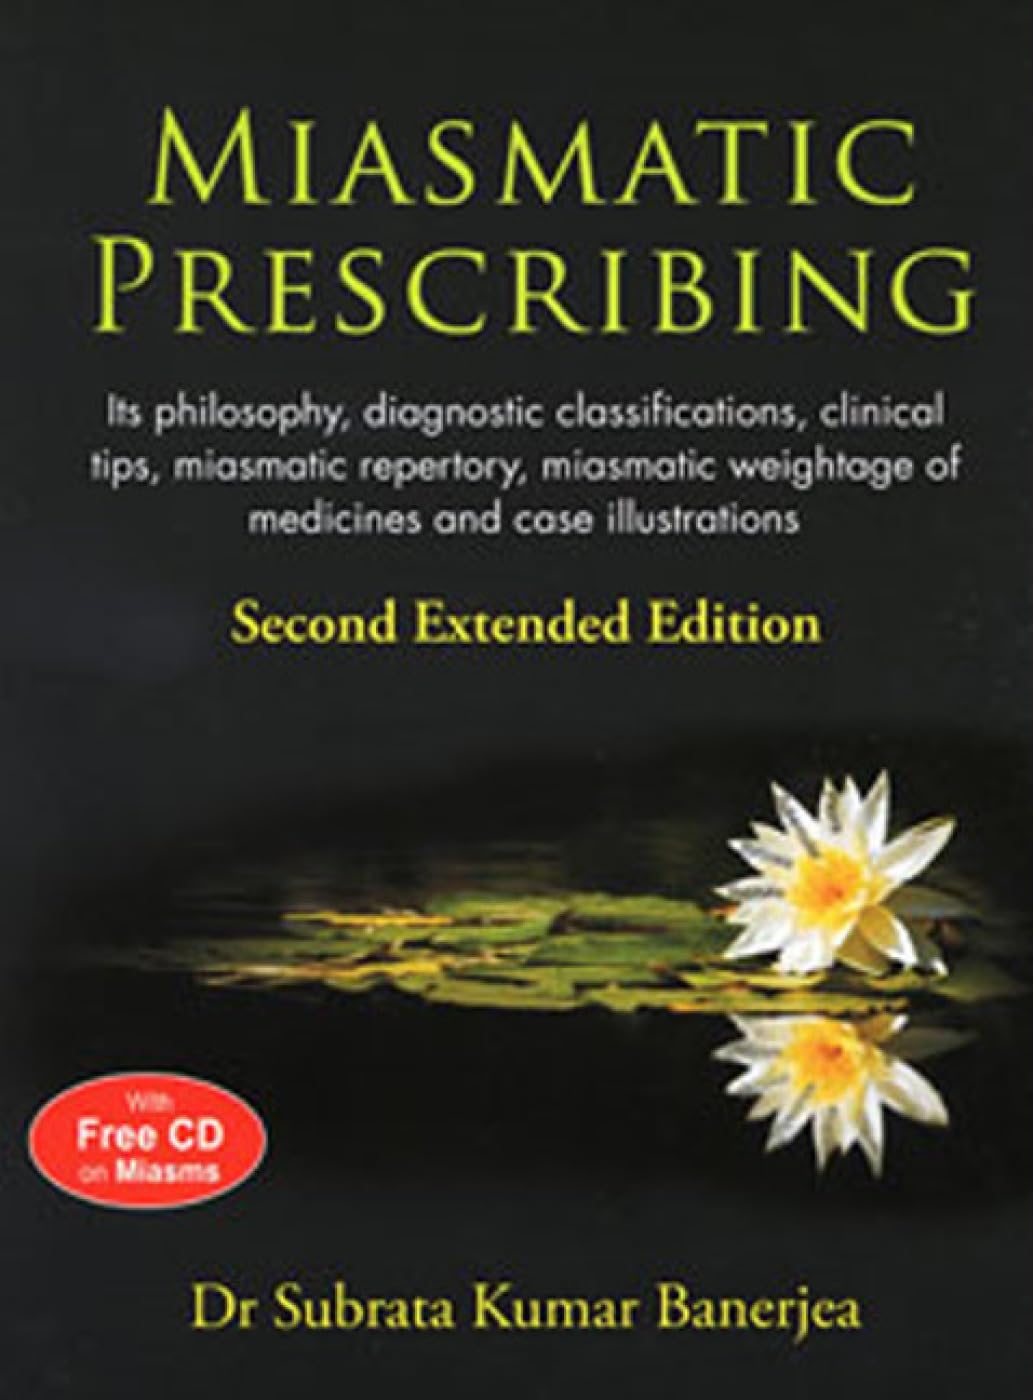 MIASMATIC
PRESCRIBING
Its philosophy, diagnostic classifications, clinical
tips, miasmatic repertory, miasmatic weightage of
medicines and case illustrations
Second Extended Edition
With
Free CD
on Miasms
Dr Subrata Kumar Banerjea